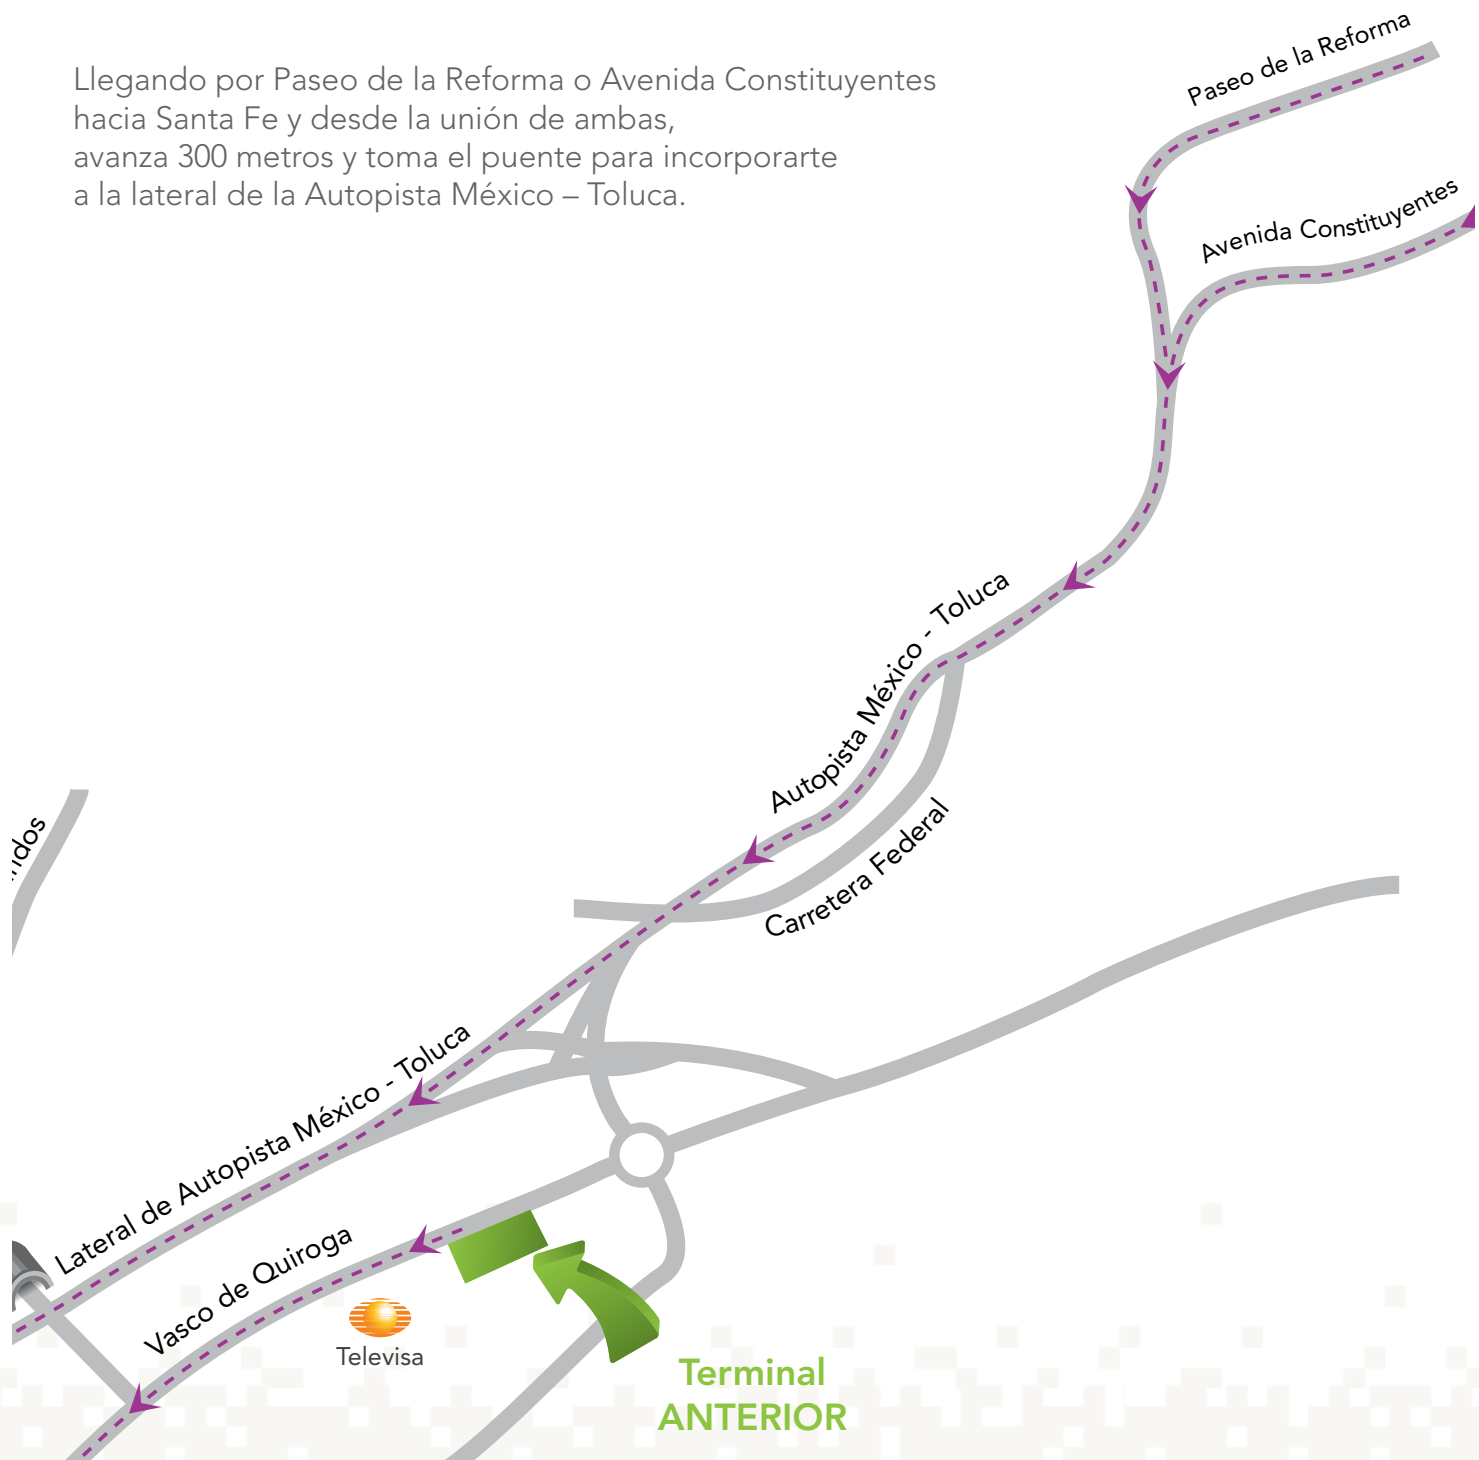 Llegando por Paseo de la Reforma o Avenida Constituyentes
hacia Santa Fe y desde la unión de ambas,
avanza 300 metros y toma el puente para incorporarte
a la lateral de la Autopista México – Toluca.
Paseo de la Reforma
Avenida Constituyentes
Autopista México - Toluca
Carretera Federal
Lateral de Autopista México - Toluca
Vasco de Quiroga
Televisa
Terminal
ANTERIOR